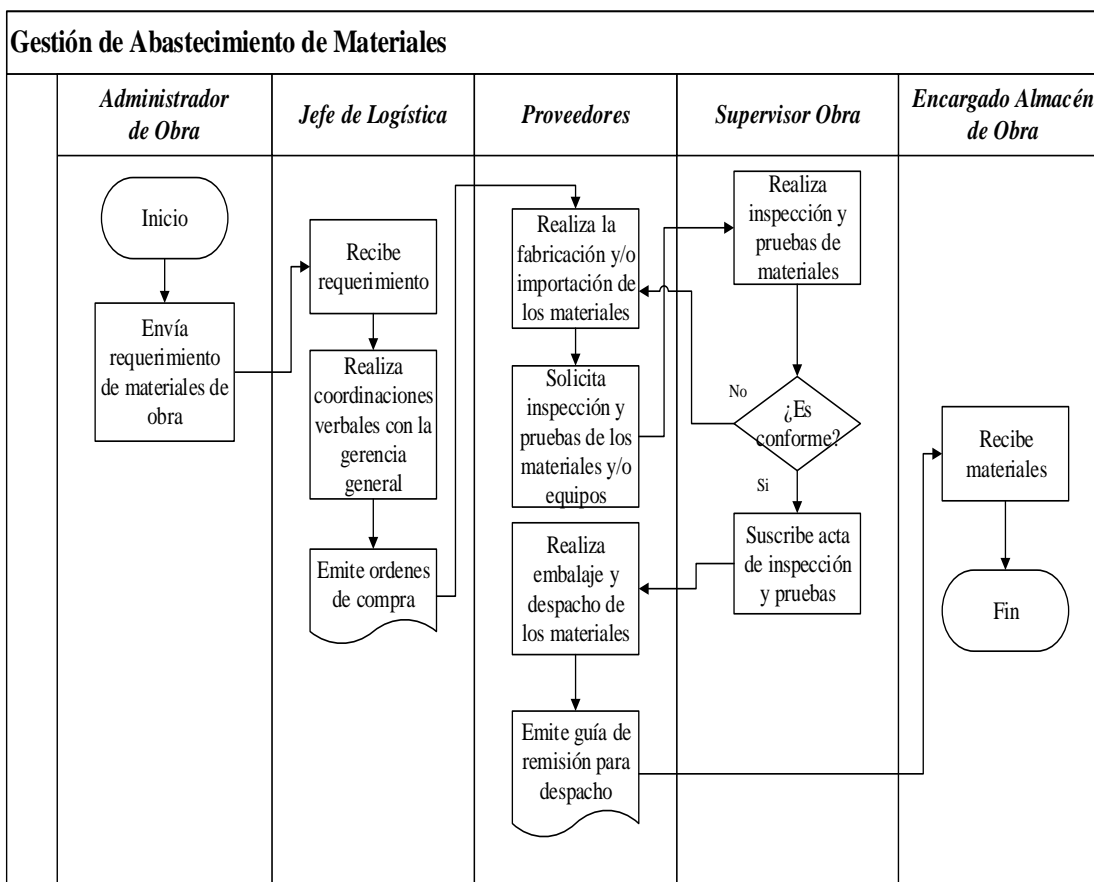 Gestión de Abastecimiento de Materiales
Administrador
de Obra
Jefe de Logística
Proveedores
Supervisor Obra
Encargado Almacén
de Obra
Inicio
Envía
requerimiento
de materiales de
obra
Recibe
requerimiento
Realiza
coordinaciones
verbales con la
gerencia
general
Emite ordenes
de compra
Realiza la
fabricación y/o
importación de
los materiales
Solicita
inspección y
pruebas de los
materiales y/o
equipos
Realiza
inspección y
pruebas de
materiales
¿Es
conforme?
No
Si
Suscribe acta
de inspección
y pruebas
Realiza
embalaje y
despacho de
los materiales
Emite guía de
remisión para
despacho
Recibe
materiales
Fin